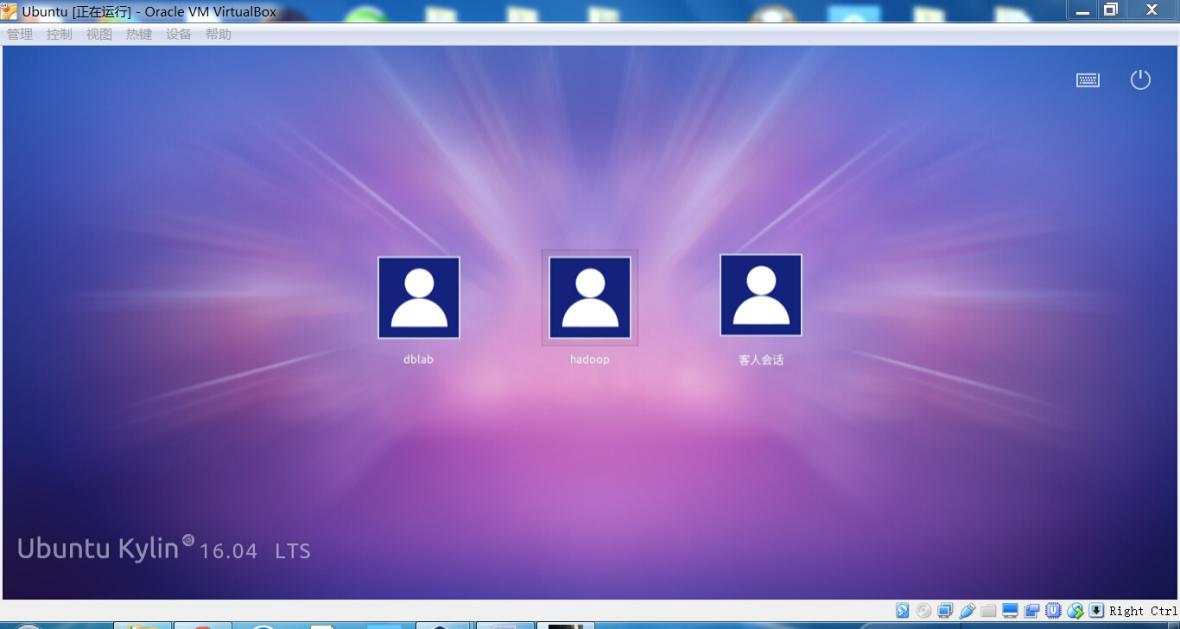 Ubuntu [正在运行] - Oracle VM VirtualBox
管理 控制 视图 热键 设备 帮助
dblab hadoop 客人会话
Ubuntu Kylin 16.04 LTS
Right Ctrl